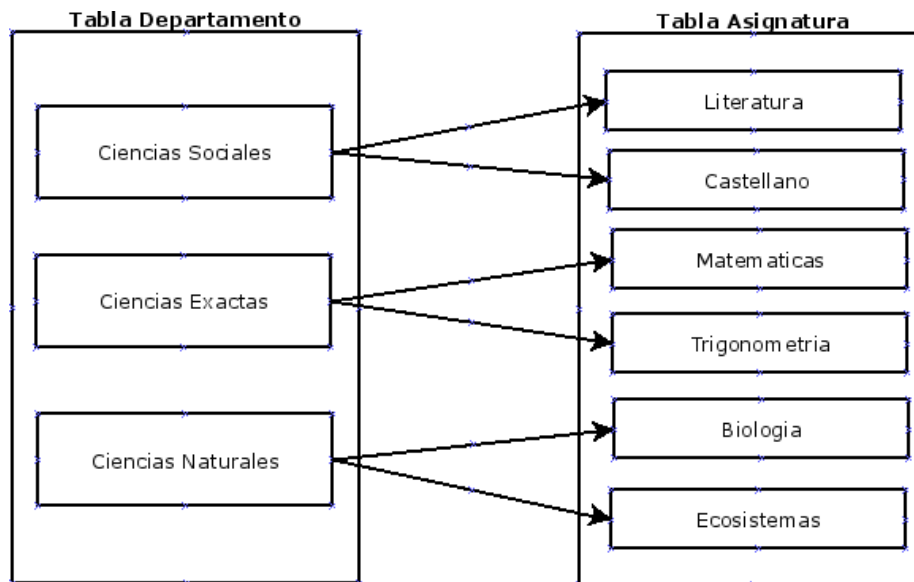 Tabla Departamento
Tabla Asignatura
Ciencias Sociales
Ciencias Exactas
Ciencias Naturales
Literatura
Castellano
Matematicas
Trigonometria
Biologia
Ecosistemas